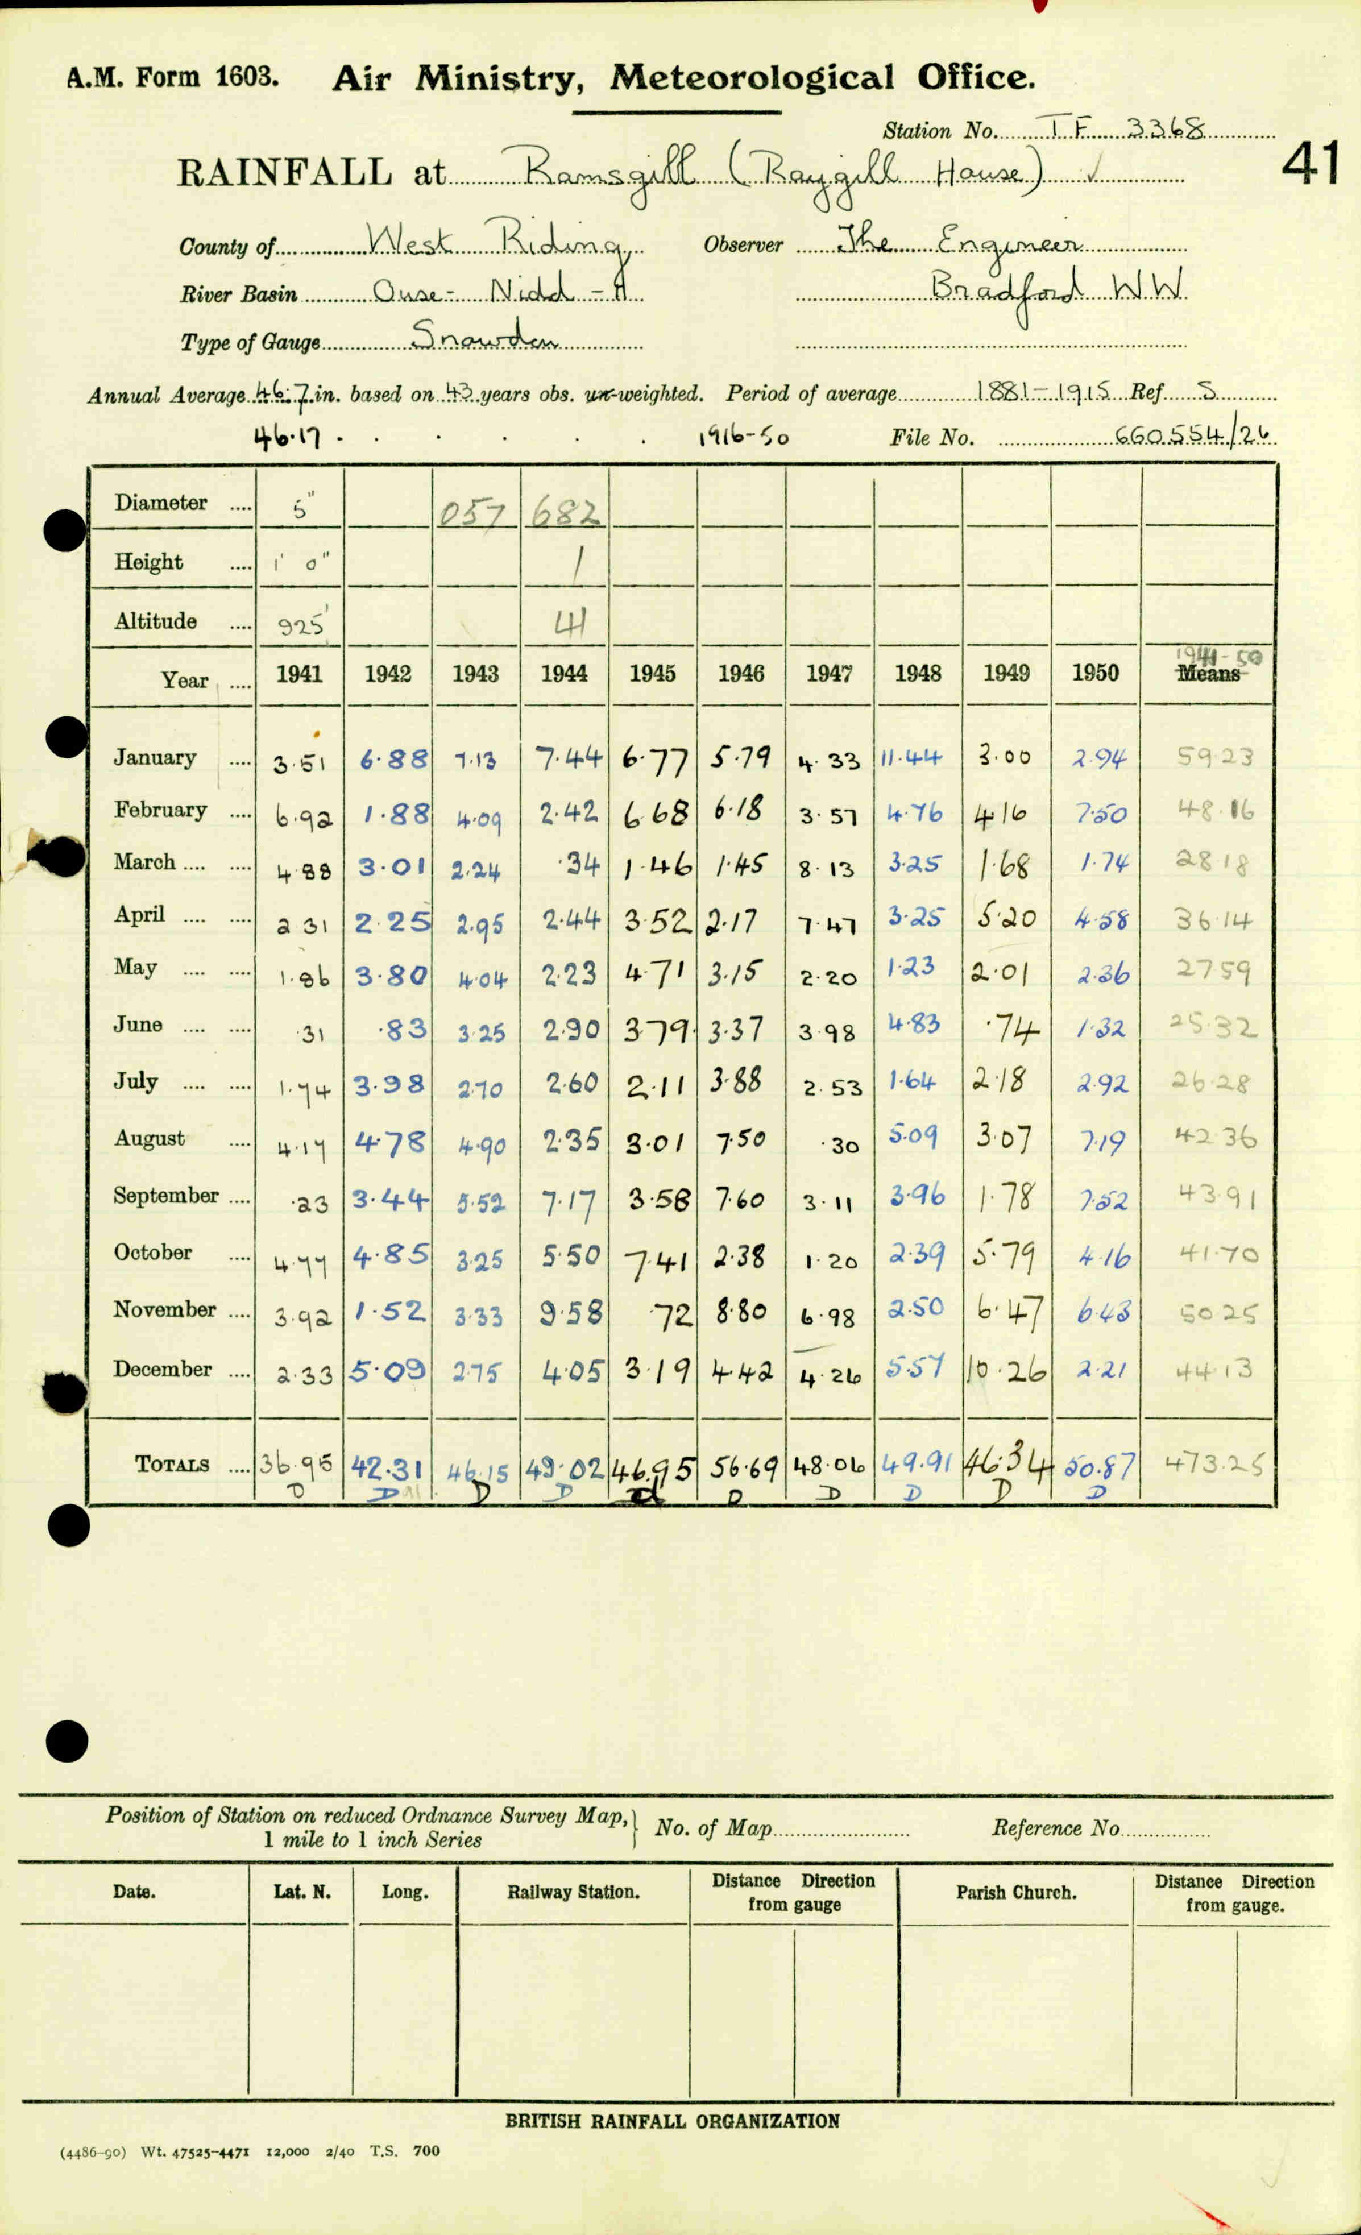 A.M. Form 1603. Air Ministry, Meteorological Office.
Station No. TF 3368
41
RAINFALL at Ramsgill (Raygill House) ✓
County of West Riding Observer The Engineer
River Basin Ouse - Nidd - A Bradford WW
Type of Gauge Snowden
Annual Average 46.7 in. based on 43 years obs. un-weighted. Period of average 1881-1915 Ref S
46.17 . . . . . 1916-50 File No. 660554/26
Diameter .... 5" 057 682
Height .... 1' 0" 1
Altitude .... 925' 41
1941-50
Year .... 1941 1942 1943 1944 1945 1946 1947 1948 1949 1950 Means
January .... 3.51 6.88 7.13 7.44 6.77 5.79 4.33 11.44 3.00 2.94 59.23
February .... 6.92 1.88 4.09 2.42 6.68 6.18 3.57 4.76 4.16 7.50 48.16
March .... .... 4.88 3.01 2.24 .34 1.46 1.45 8.13 3.25 1.68 1.74 28.18
April .... .... 2.31 2.25 2.95 2.44 3.52 2.17 7.47 3.25 5.20 4.58 36.14
May .... .... 1.86 3.80 4.04 2.23 4.71 3.15 2.20 1.23 2.01 2.36 27.59
June .... .... .31 .83 3.25 2.90 3.79 3.37 3.98 4.83 .74 1.32 25.32
July .... .... 1.74 3.98 2.70 2.60 2.11 3.88 2.53 1.64 2.18 2.92 26.28
August .... 4.17 4.78 4.90 2.35 3.01 7.50 .30 5.09 3.07 7.19 42.36
September .... .23 3.44 5.52 7.17 3.58 7.60 3.11 3.96 1.78 7.52 43.91
October .... 4.77 4.85 3.25 5.50 7.41 2.38 1.20 2.39 5.79 4.16 41.70
November .... 3.92 1.52 3.33 9.58 .72 8.80 6.98 2.50 6.47 6.43 50.25
December .... 2.33 5.09 2.75 4.05 3.19 4.42 4.26 5.57 10.26 2.21 44.13
TOTALS .... 36.95 42.31 46.15 49.02 46.95 56.69 48.06 49.91 46.34 50.87 473.25
D D D D d D D D D D
Position of Station on reduced Ordnance Survey Map, } No. of Map Reference No.
1 mile to 1 inch Series
Date. Lat. N. Long. Railway Station. Distance Direction from gauge Parish Church. Distance Direction from gauge.
BRITISH RAINFALL ORGANIZATION
(4486-90) Wt. 47525-4471 12,000 2/40 T.S. 700